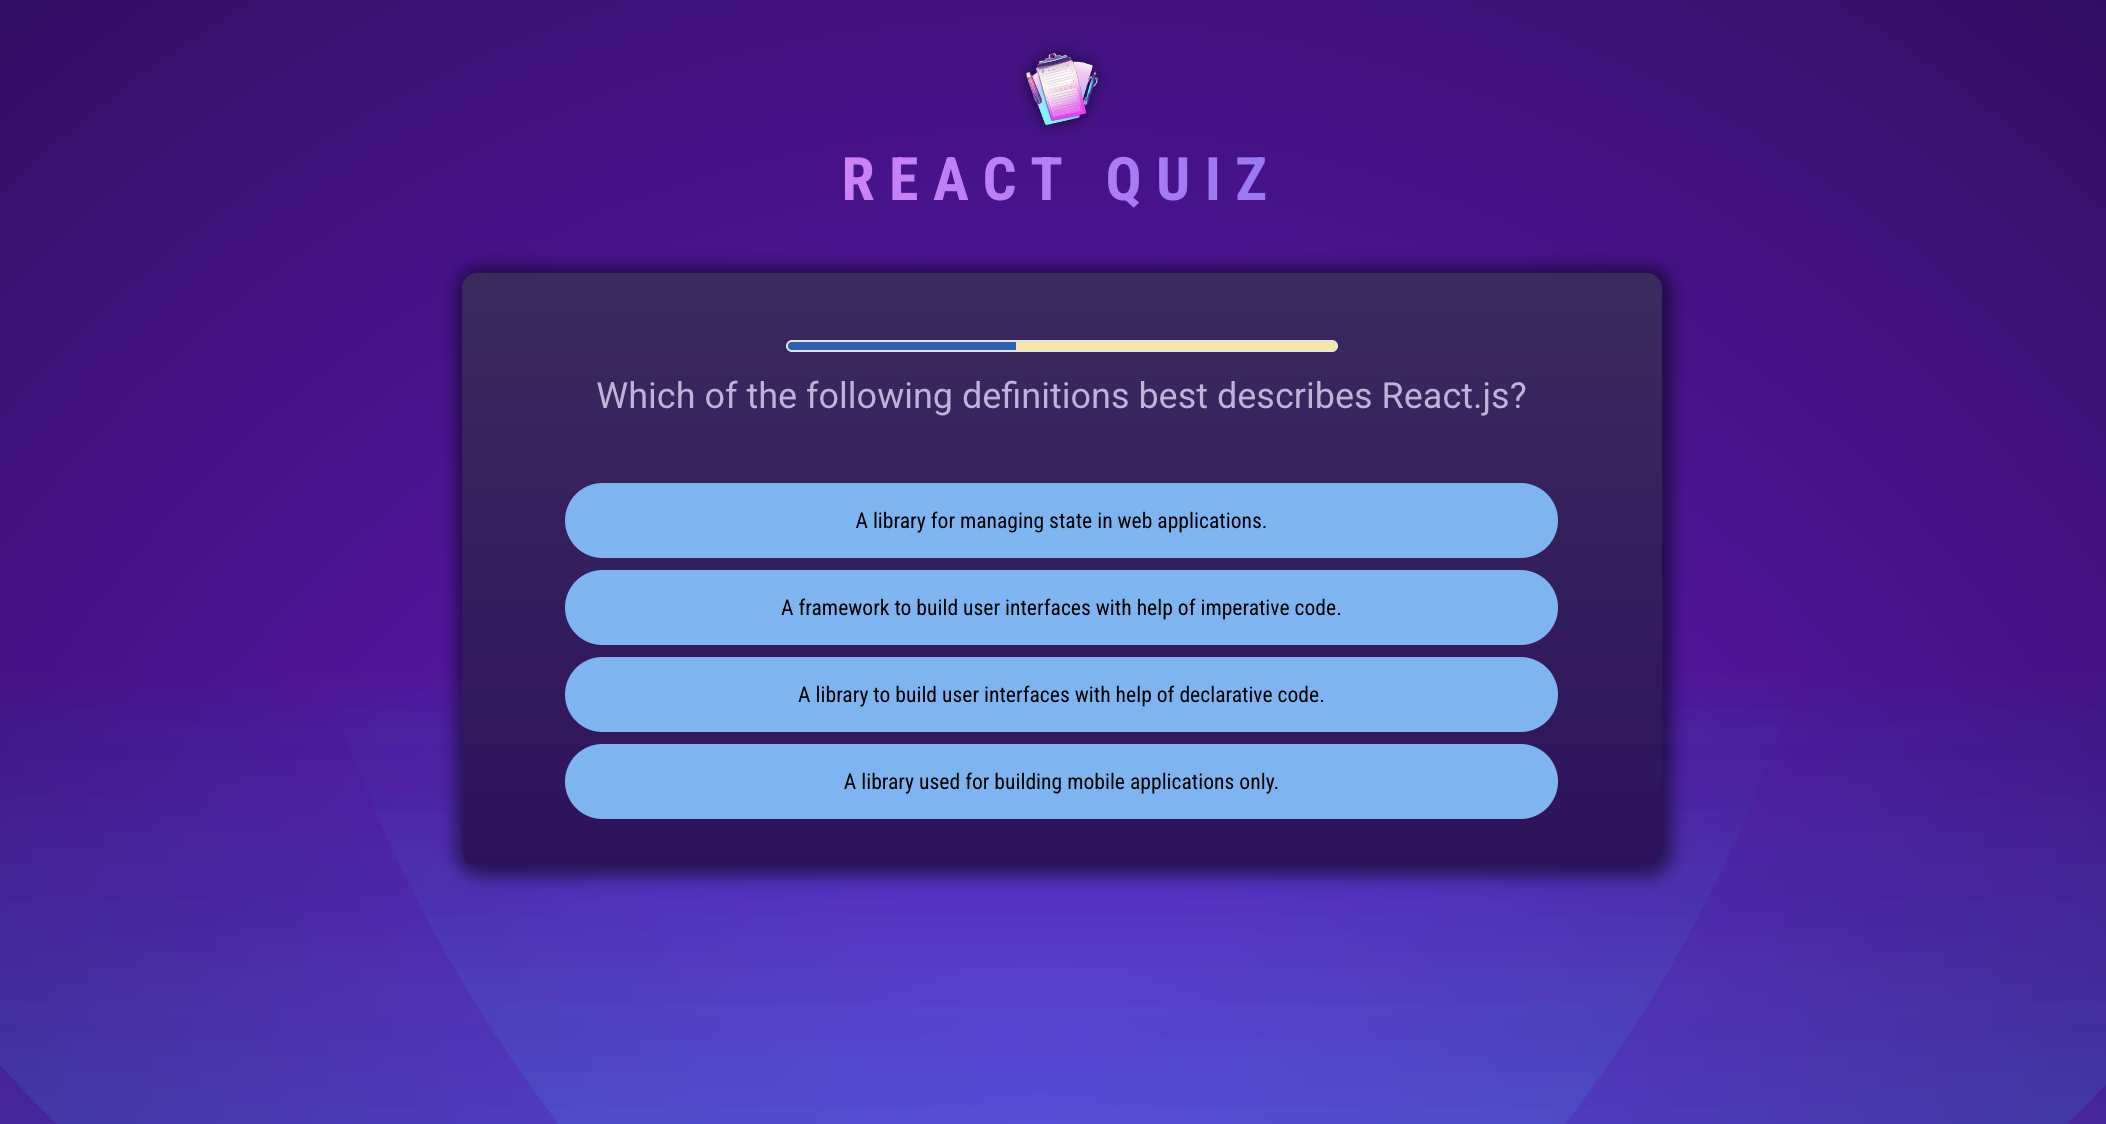 REACT QUIZ
Which of the following definitions best describes React.js?
A library for managing state in web applications.
A framework to build user interfaces with help of imperative code.
A library to build user interfaces with help of declarative code.
A library used for building mobile applications only.